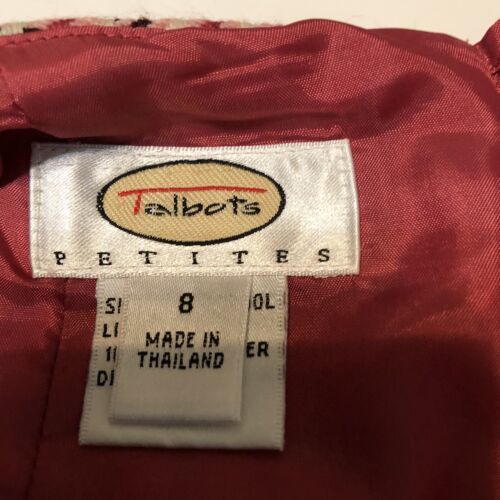 Talbots
PETITES
8
MADE IN
THAILAND